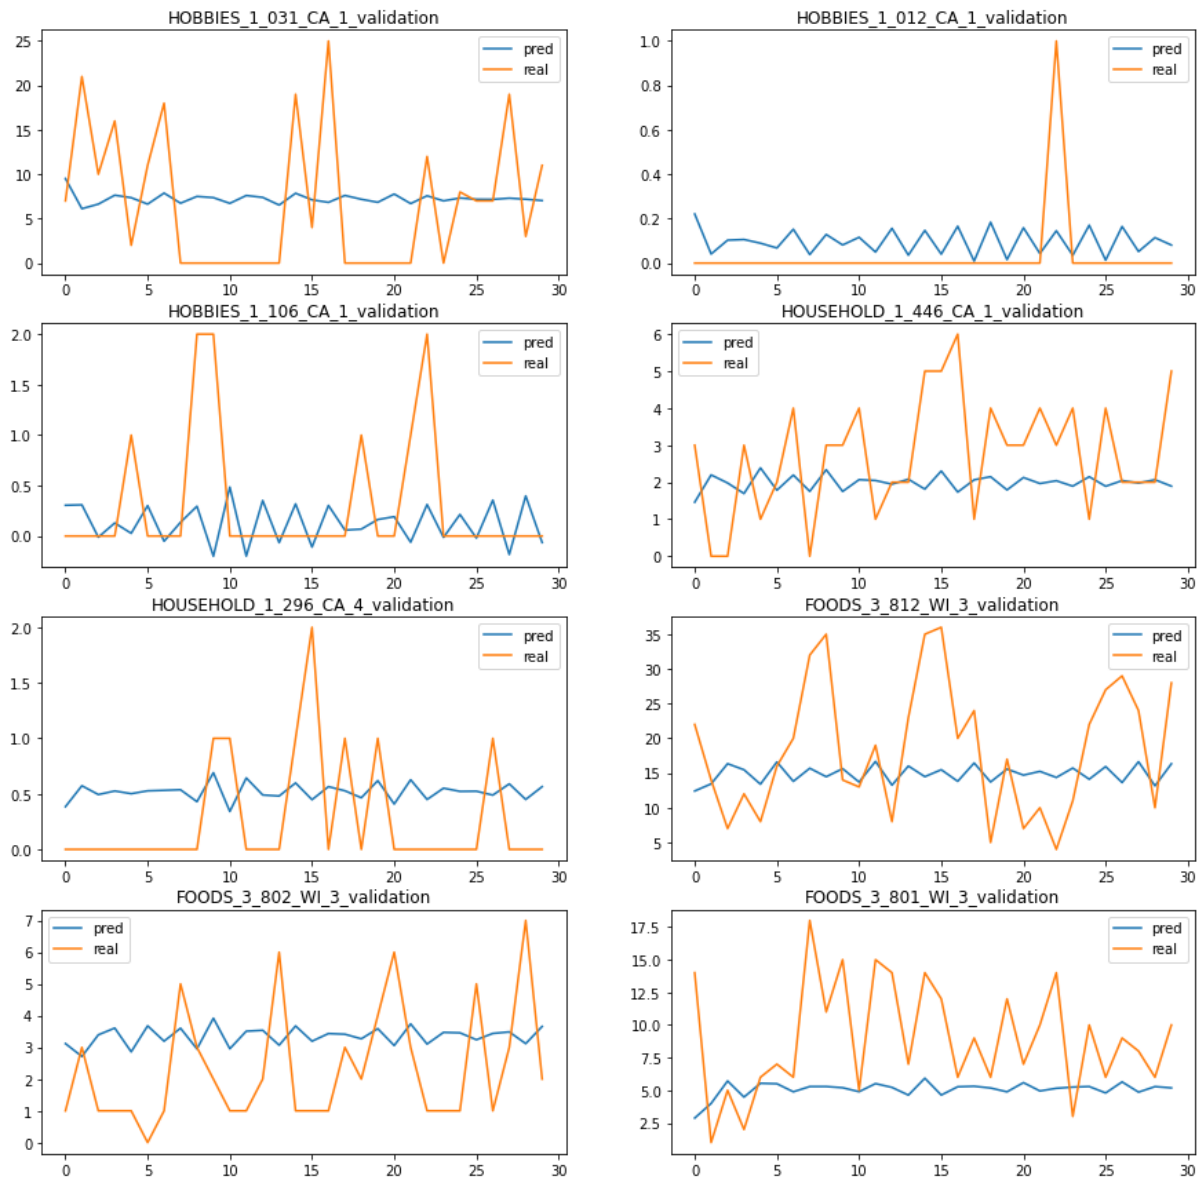 HOBBIES_1_031_CA_1_validation
25
20
15
10
5
0
pred
real
0 5 10 15 20 25 30
HOBBIES_1_012_CA_1_validation
1.0
0.8
0.6
0.4
0.2
0.0
pred
real
0 5 10 15 20 25 30
HOBBIES_1_106_CA_1_validation
2.0
1.5
1.0
0.5
0.0
pred
real
0 5 10 15 20 25 30
HOUSEHOLD_1_446_CA_1_validation
6
5
4
3
2
1
0
pred
real
0 5 10 15 20 25 30
HOUSEHOLD_1_296_CA_4_validation
2.0
1.5
1.0
0.5
0.0
pred
real
0 5 10 15 20 25 30
FOODS_3_812_WI_3_validation
35
30
25
20
15
10
5
pred
real
0 5 10 15 20 25 30
FOODS_3_802_WI_3_validation
7
6
5
4
3
2
1
0
pred
real
0 5 10 15 20 25 30
FOODS_3_801_WI_3_validation
17.5
15.0
12.5
10.0
7.5
5.0
2.5
pred
real
0 5 10 15 20 25 30